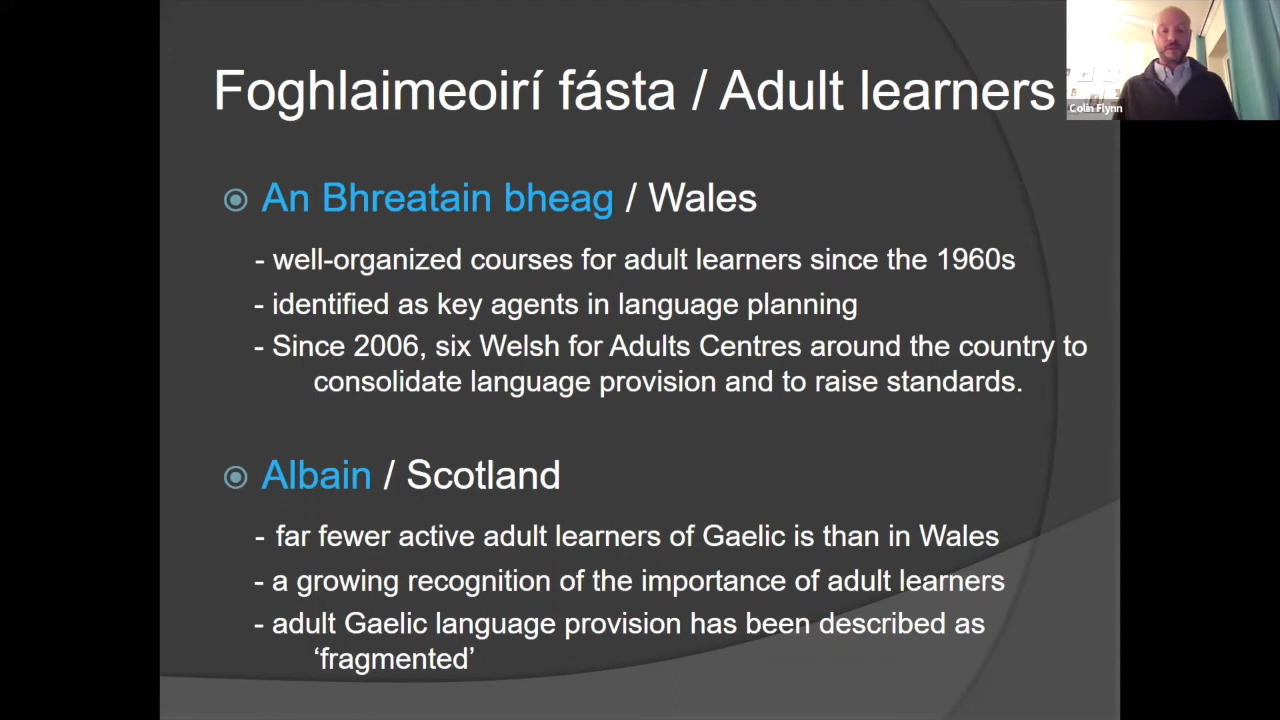 Foghlaimeoirí fásta / Adult learners
Colin Flynn
An Bhreatain bheag / Wales
- well-organized courses for adult learners since the 1960s
- identified as key agents in language planning
- Since 2006, six Welsh for Adults Centres around the country to
consolidate language provision and to raise standards.
Albain / Scotland
- far fewer active adult learners of Gaelic is than in Wales
- a growing recognition of the importance of adult learners
- adult Gaelic language provision has been described as
‘fragmented’